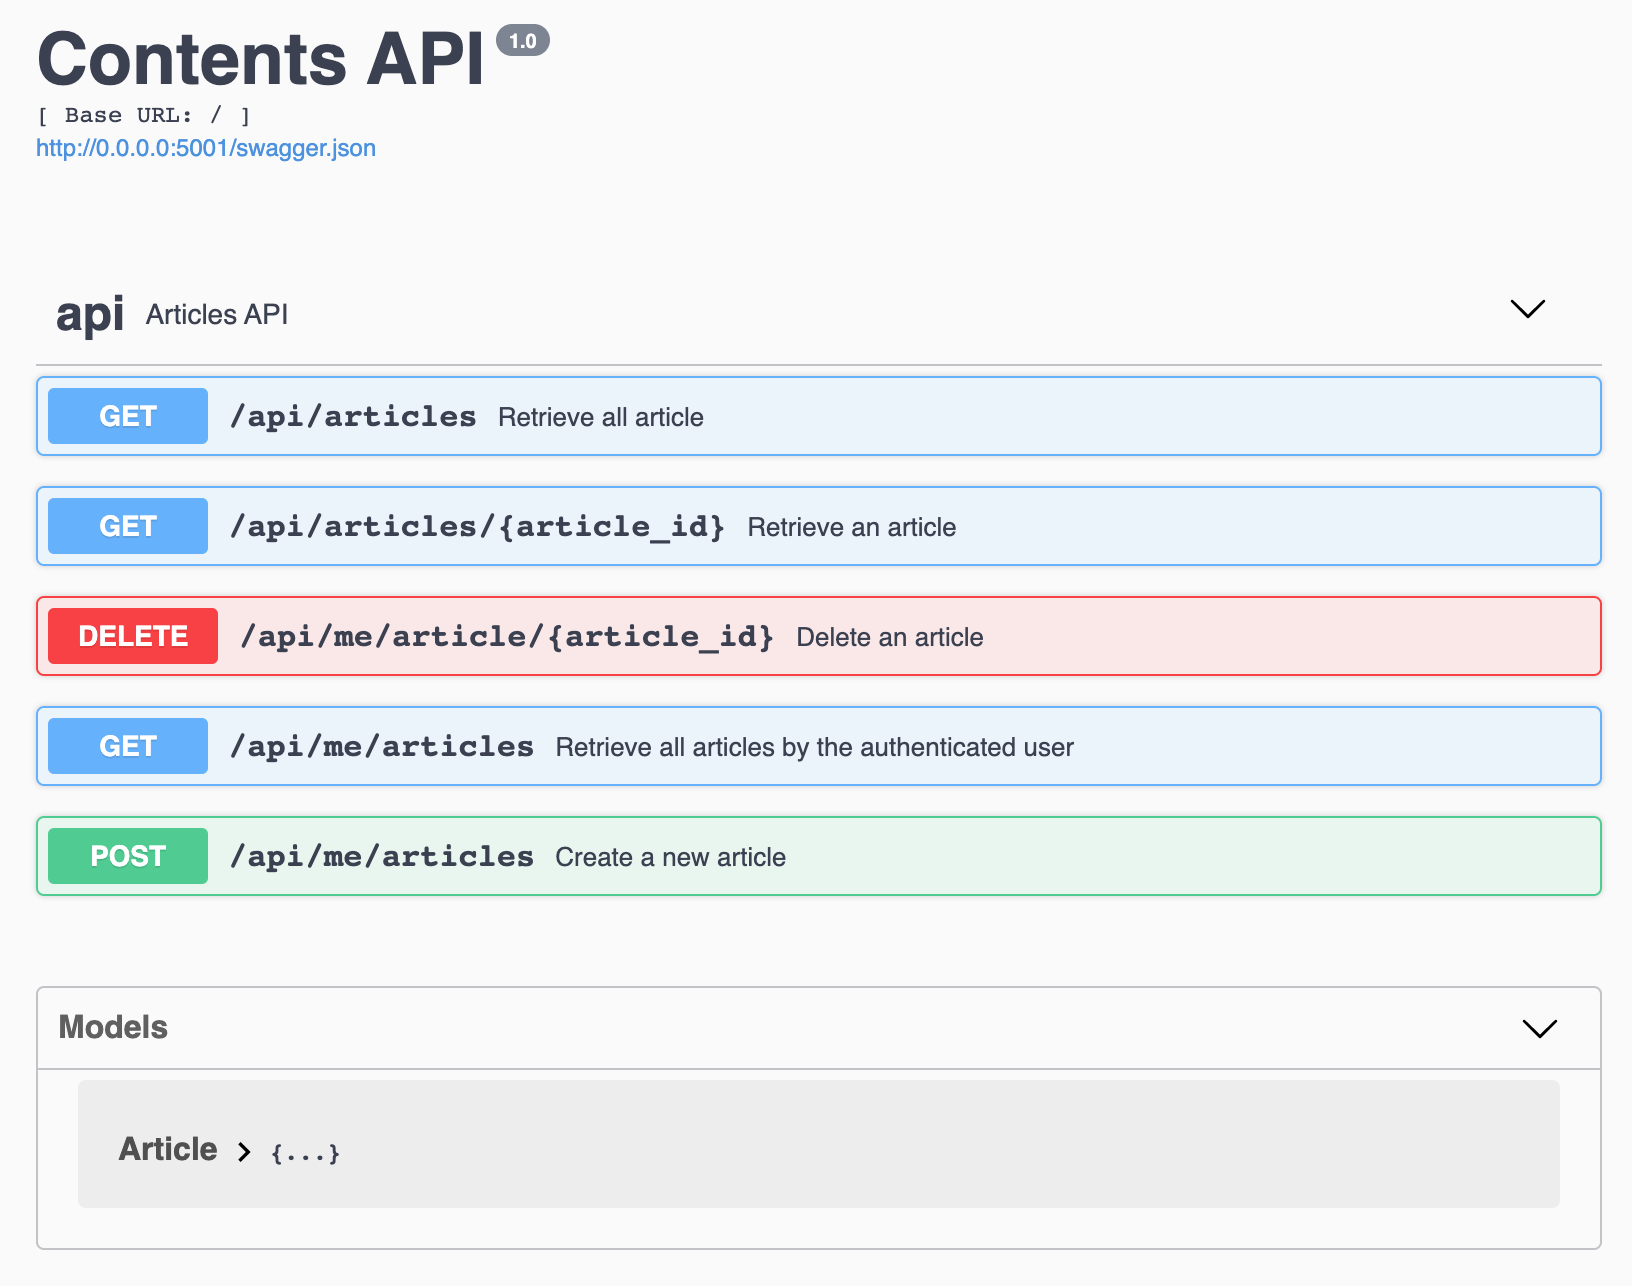 Contents API 1.0
[ Base URL: / ]
http://0.0.0.0:5001/swagger.json
api Articles API
GET /api/articles Retrieve all article
GET /api/articles/{article_id} Retrieve an article
DELETE /api/me/article/{article_id} Delete an article
GET /api/me/articles Retrieve all articles by the authenticated user
POST /api/me/articles Create a new article
Models
Article > {...}